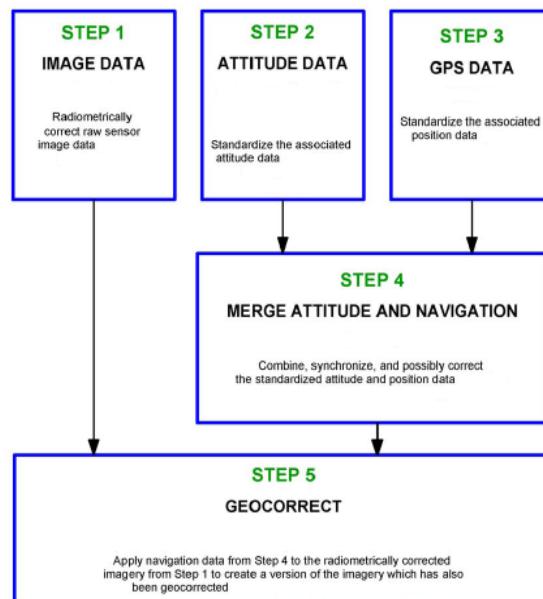 STEP 1
IMAGE DATA
Radiometrically
correct raw sensor
image data
STEP 2
ATTITUDE DATA
Standardize the associated
attitude data
STEP 3
GPS DATA
Standardize the associated
position data
STEP 4
MERGE ATTITUDE AND NAVIGATION
Combine, synchronize, and possibly correct
the standardized attitude and position data
STEP 5
GEOCORRECT
Apply navigation data from Step 4 to the radiometrically corrected
imagery from Step 1 to create a version of the imagery which has also
been geocorrected